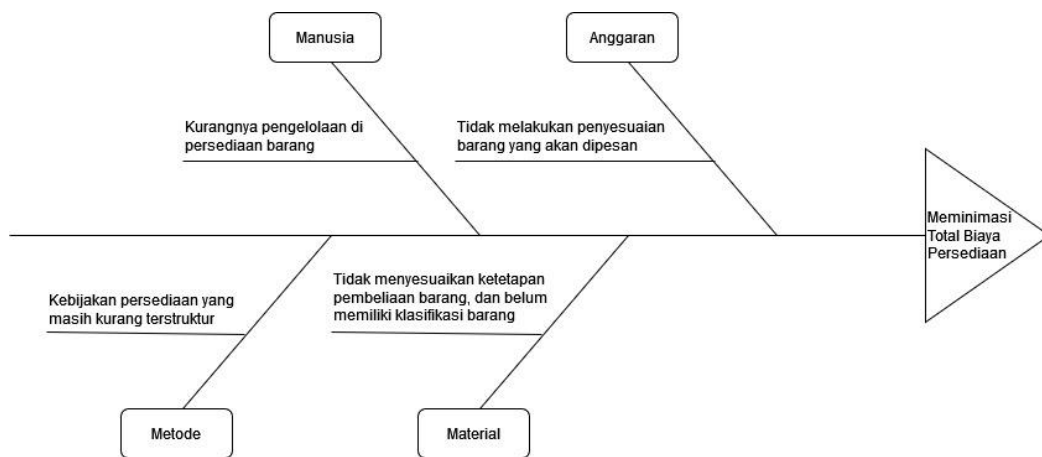 Manusia
Anggaran
Kurangnya pengelolaan di
persediaan barang
Tidak melakukan penyesuaian
barang yang akan dipesan
Meminimasi
Total Biaya
Persediaan
Kebijakan persediaan yang
masih kurang terstruktur
Tidak menyesuaikan ketetapan
pembeliaan barang, dan belum
memiliki klasifikasi barang
Metode
Material